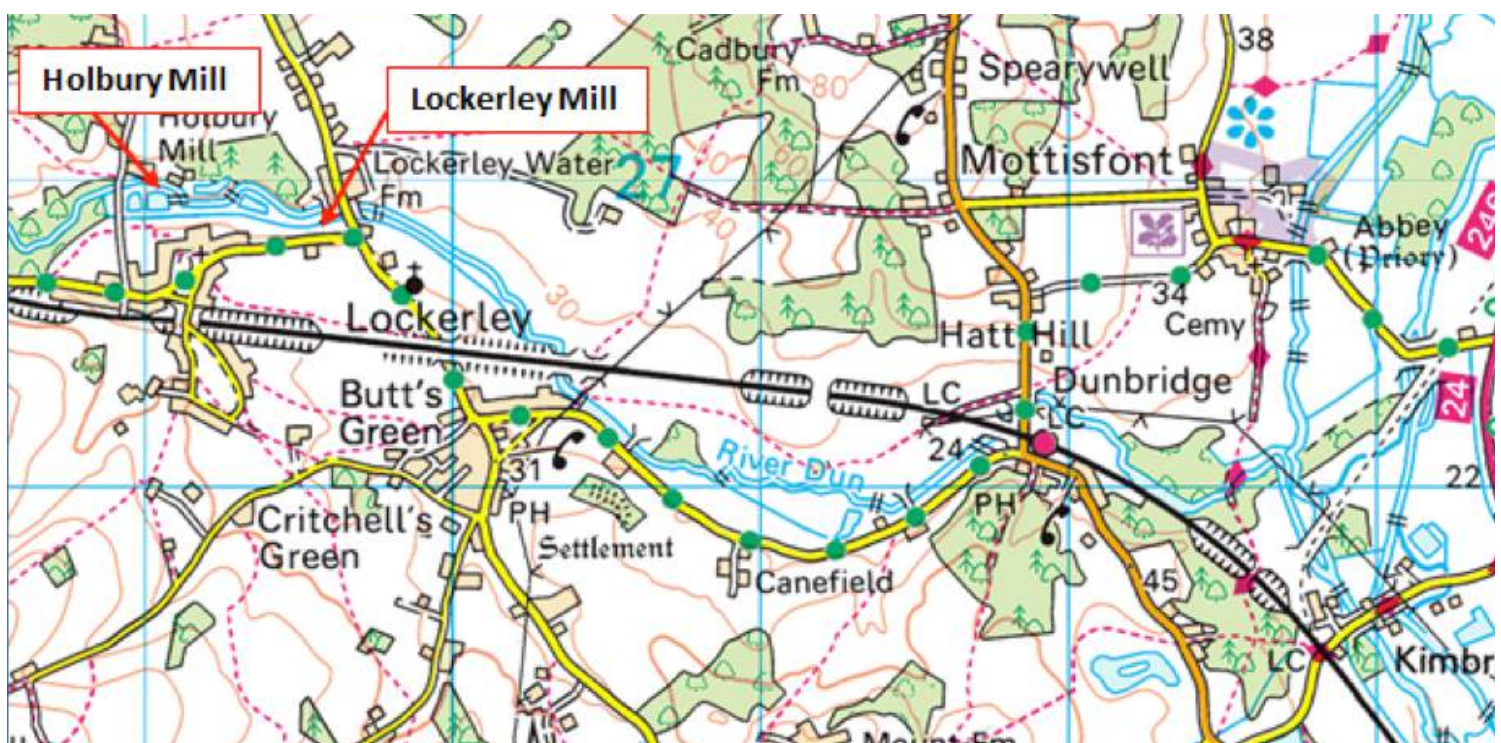 Holbury Mill
Lockerley Mill
Holbury
Mill
Lockerley Water
Fm
27
Cadbury
Fm
80
60
40
40
Spearywell
38
Mottisfont
Abbey
(Priory)
34
Cemy
30
Lockerley
Hatt Hill
Dunbridge
LC
LC
24
24
Butt's
Green
31
PH
River Dun
PH
22
Critchell's
Green
Settlement
Canefield
45
LC